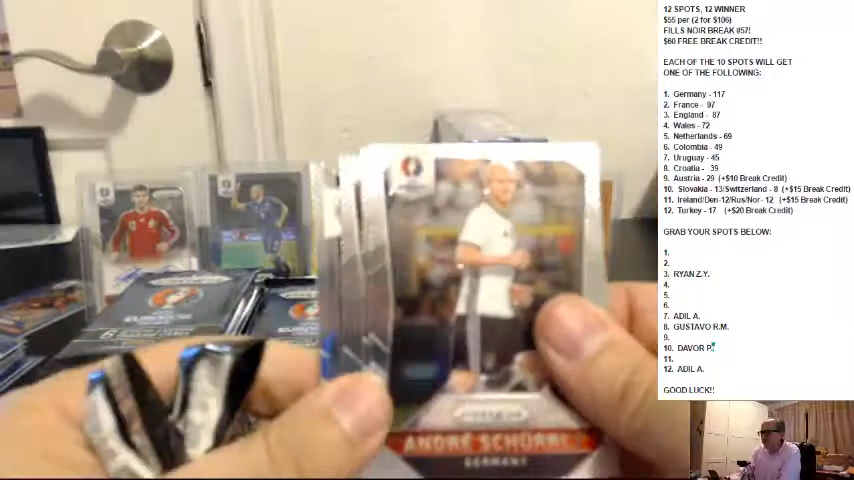 12 SPOTS, 12 WINNER
$55 per (2 for $106)
FILLS NOIR BREAK #57!
$60 FREE BREAK CREDIT!!
EACH OF THE 10 SPOTS WILL GET
ONE OF THE FOLLOWING:
1. Germany - 117
2. France - 97
3. England - 87
4. Wales - 72
5. Netherlands - 69
6. Colombia - 49
7. Uruguay - 45
8. Croatia - 39
9. Austria - 29 (+$10 Break Credit)
10. Slovakia - 13/Switzerland - 8 (+$15 Break Credit)
11. Ireland/Den-12/Rus/Nor- 12 (+$15 Break Credit)
12. Turkey - 17 (+$20 Break Credit)
GRAB YOUR SPOTS BELOW:
1.
2.
3. RYAN Z.Y.
4.
5.
6.
7. ADIL A.
8. GUSTAVO R.M.
9.
10. DAVOR P.
11.
12. ADIL A.
GOOD LUCK!!
ANDRÉ SCHÜRRLE
GERMANY